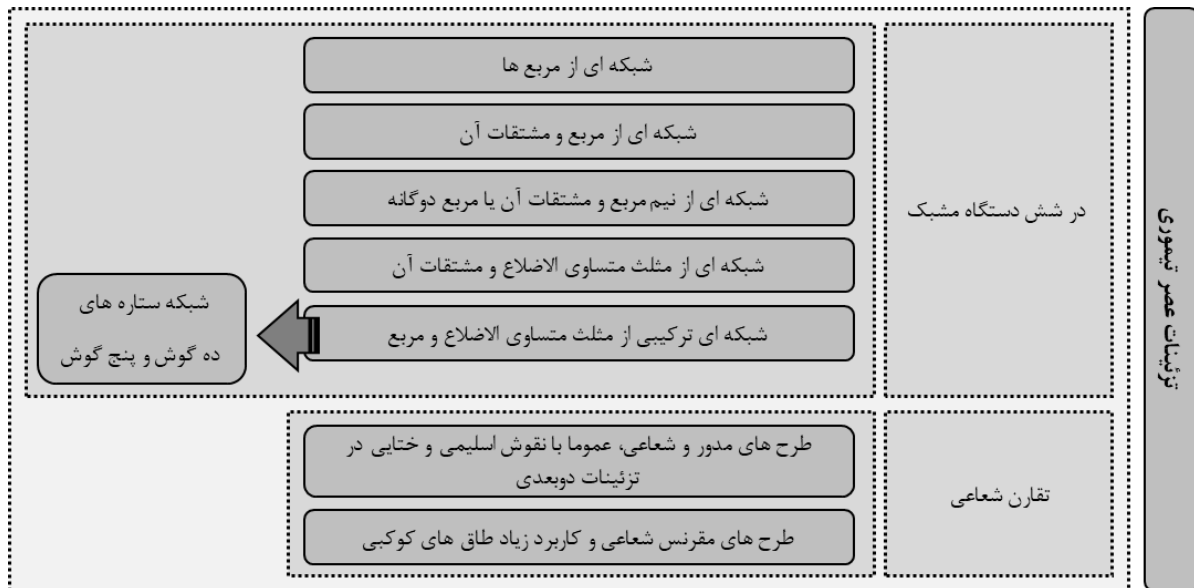 تزئینات عصر تیموری
در شش دستگاه مشبک
شبکه ای از مربع ها
شبکه ای از مربع و مشتقات آن
شبکه ای از نیم مربع و مشتقات آن یا مربع دوگانه
شبکه ای از مثلث متساوی الاضلاع و مشتقات آن
شبکه ای ترکیبی از مثلث متساوی الاضلاع و مربع
شبکه ستاره های
ده گوش و پنج گوش
تقارن شعاعی
طرح های مدور و شعاعی، عموما با نقوش اسلیمی و ختایی در
تزئینات دوبعدی
طرح های مقرنس شعاعی و کاربرد زیاد طاق های کوکبی